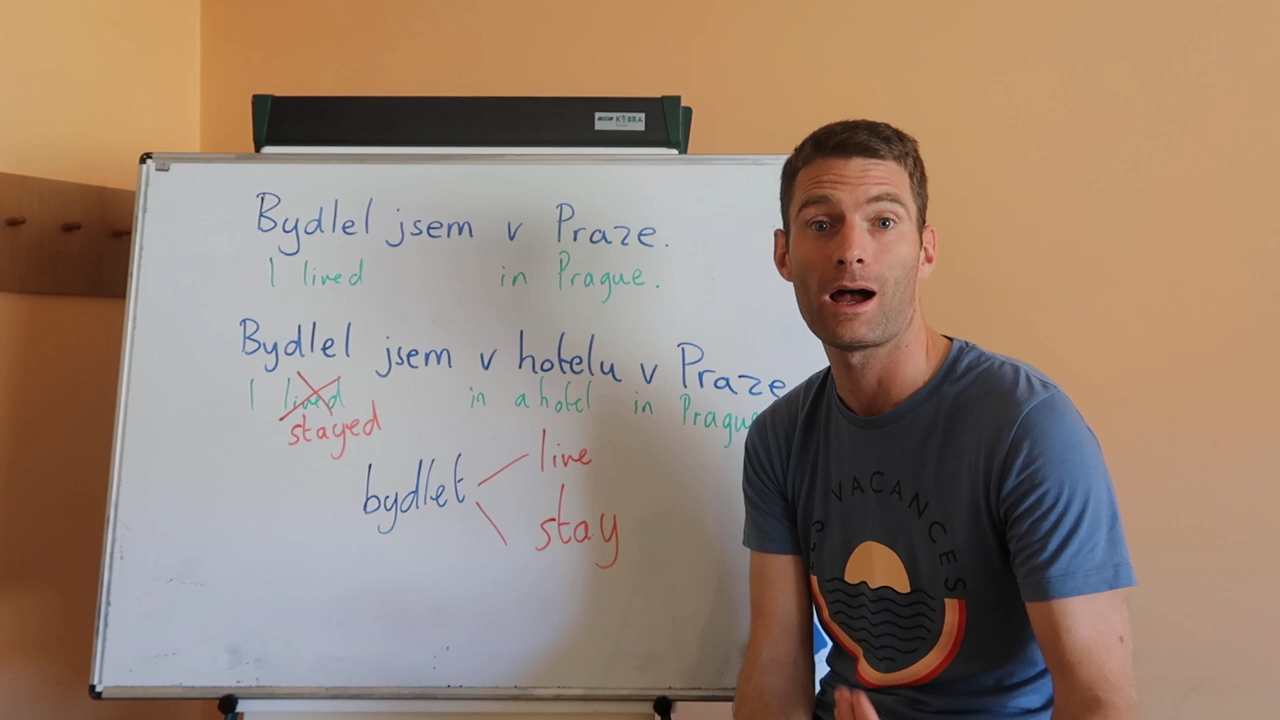 KOBRA
Bydlel jsem v Praze.
I lived in Prague.
Bydlel jsem v hotelu v Praze
I lived in a hotel in Prague
stayed
bydlet
live
stay
VACANCES